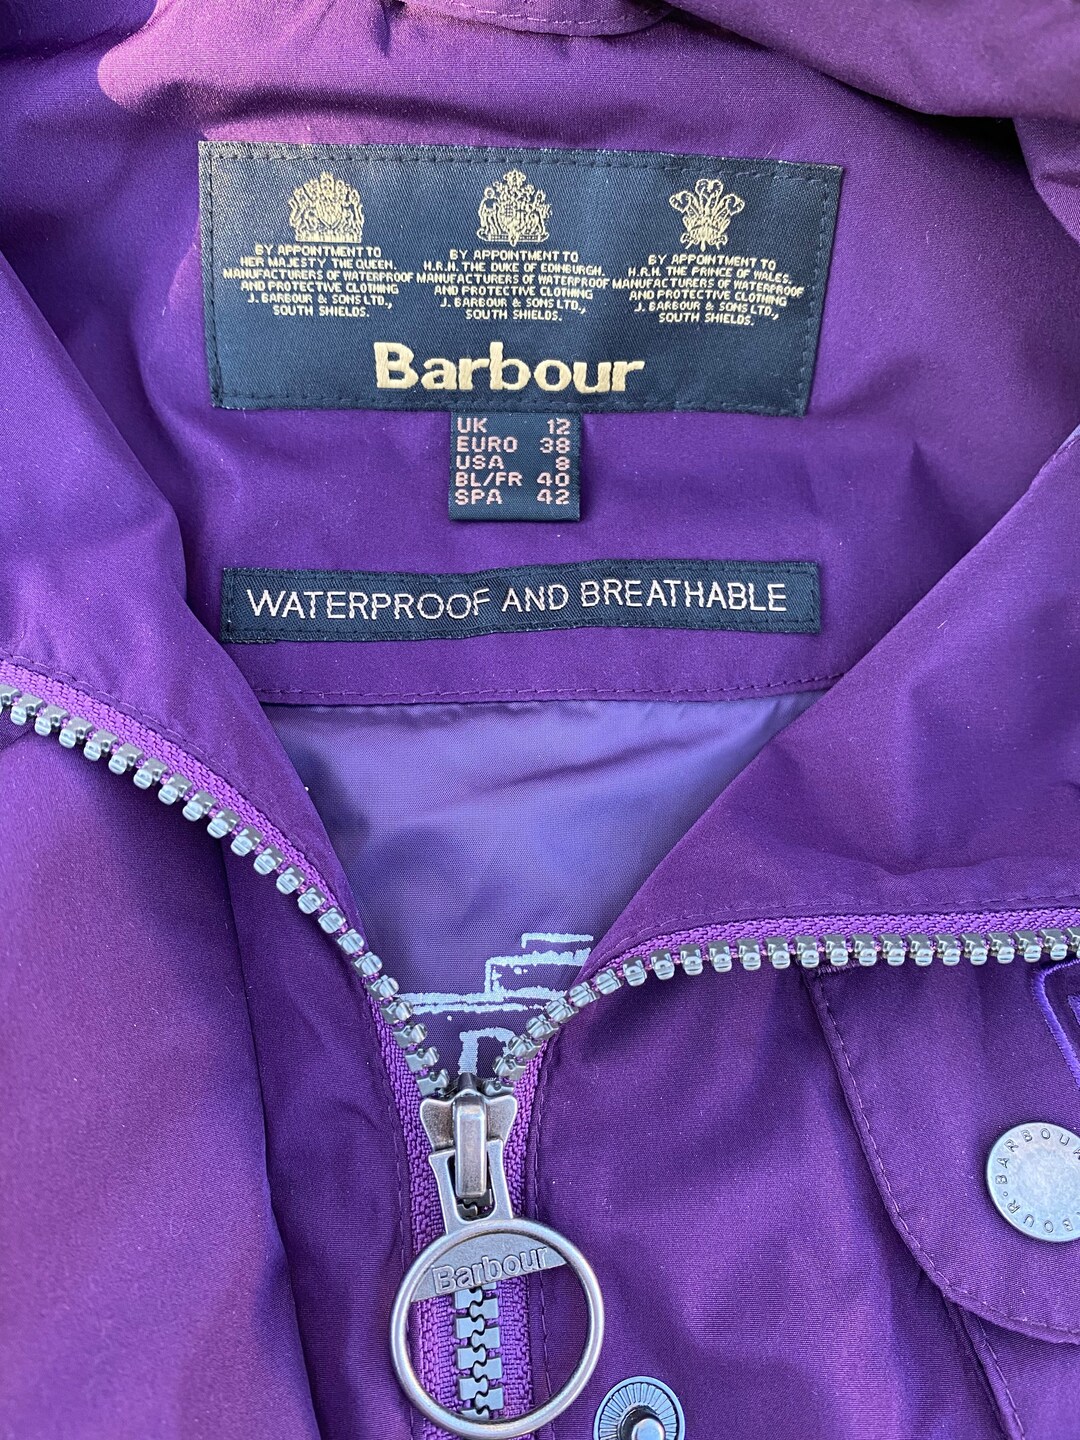 BY APPOINTMENT TO
HER MAJESTY THE QUEEN.
MANUFACTURERS OF WATERPROOF
AND PROTECTIVE CLOTHING
J. BARBOUR & SONS LTD.,
SOUTH SHIELDS.
BY APPOINTMENT TO
H.R.H. THE DUKE OF EDINBURGH.
MANUFACTURERS OF WATERPROOF
AND PROTECTIVE CLOTHING
J. BARBOUR & SONS LTD.,
SOUTH SHIELDS.
BY APPOINTMENT TO
H.R.H. THE PRINCE OF WALES.
MANUFACTURERS OF WATERPROOF
AND PROTECTIVE CLOTHING
J. BARBOUR & SONS LTD.,
SOUTH SHIELDS.
Barbour
UK 12
EURO 38
USA 8
BL/FR 40
SPA 42
WATERPROOF AND BREATHABLE
BARBOUR
Barbour